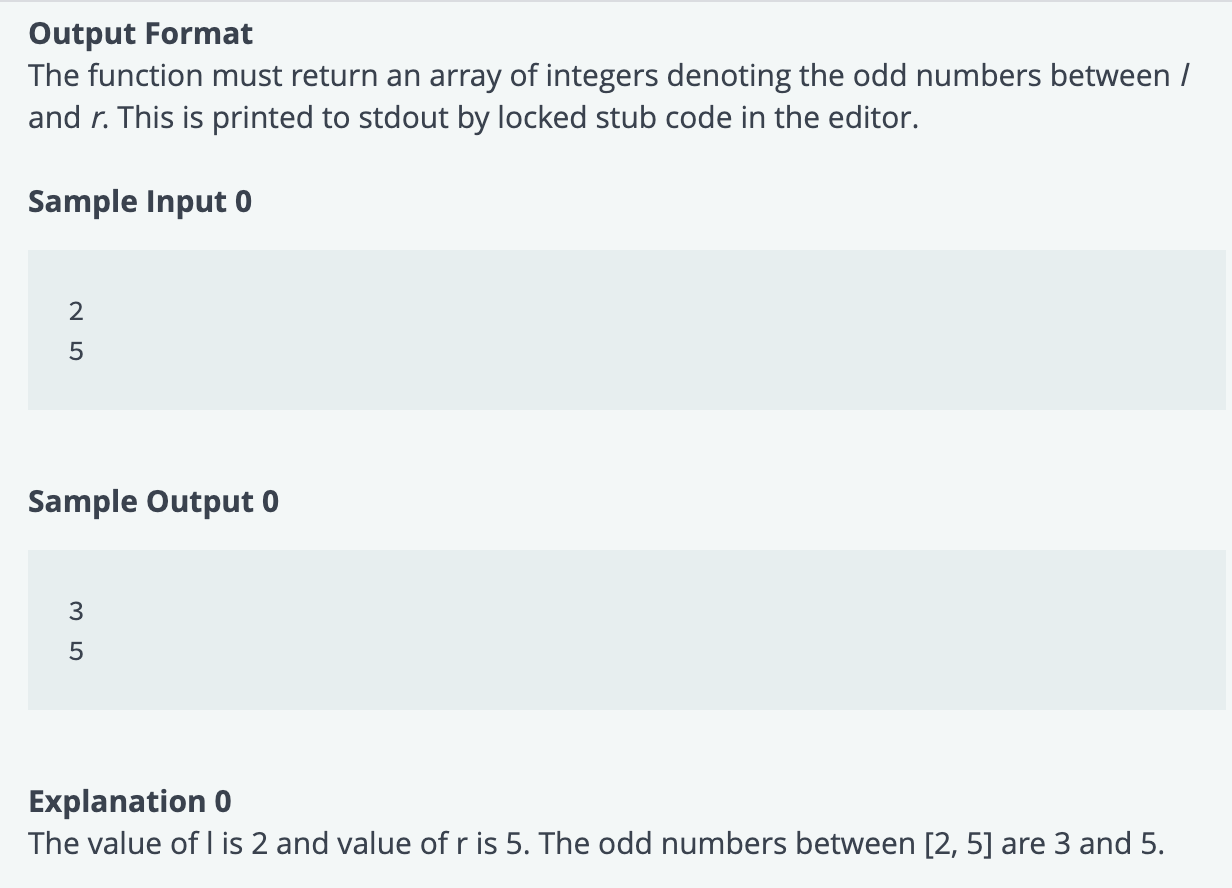 Output Format
The function must return an array of integers denoting the odd numbers between l
and r. This is printed to stdout by locked stub code in the editor.
Sample Input 0
2
5
Sample Output 0
3
5
Explanation 0
The value of l is 2 and value of r is 5. The odd numbers between [2, 5] are 3 and 5.